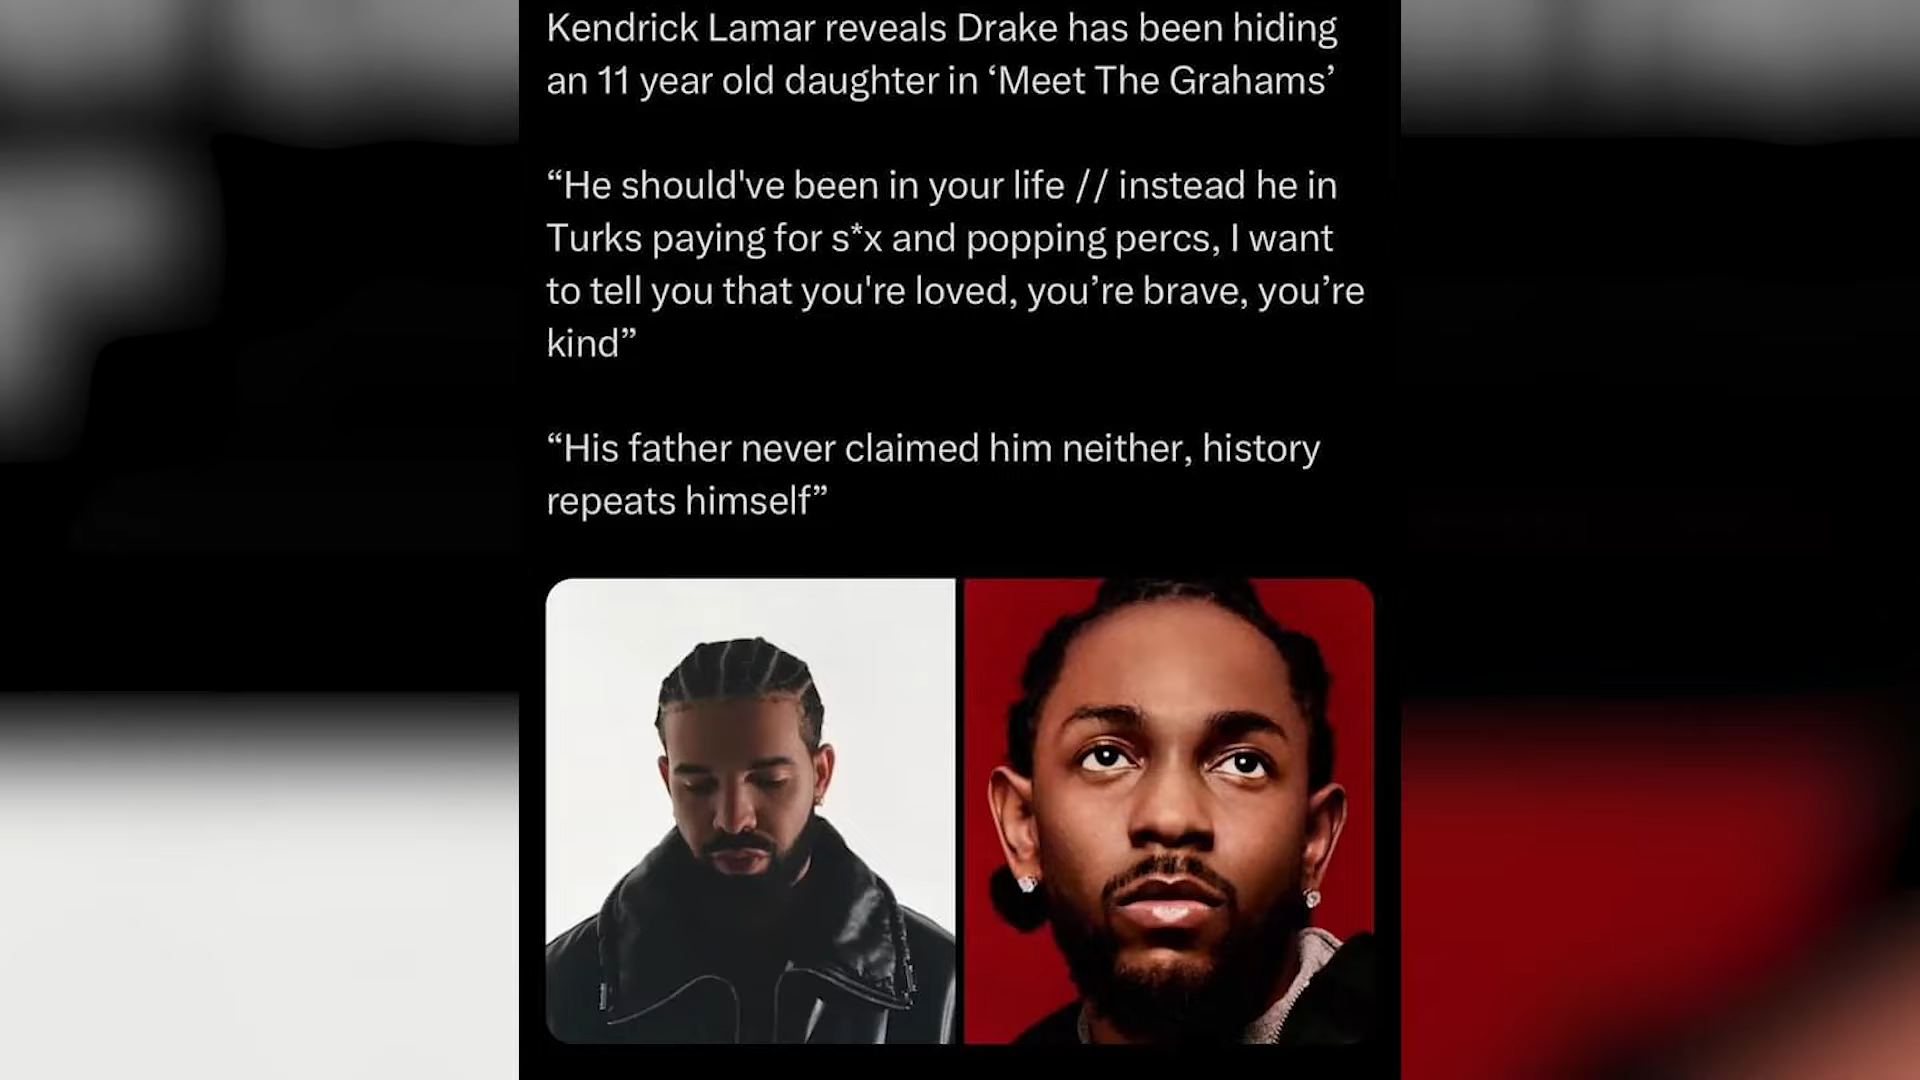 Kendrick Lamar reveals Drake has been hiding
an 11 year old daughter in ‘Meet The Grahams’
“He should've been in your life // instead he in
Turks paying for s*x and popping percs, I want
to tell you that you're loved, you’re brave, you’re
kind”
“His father never claimed him neither, history
repeats himself”